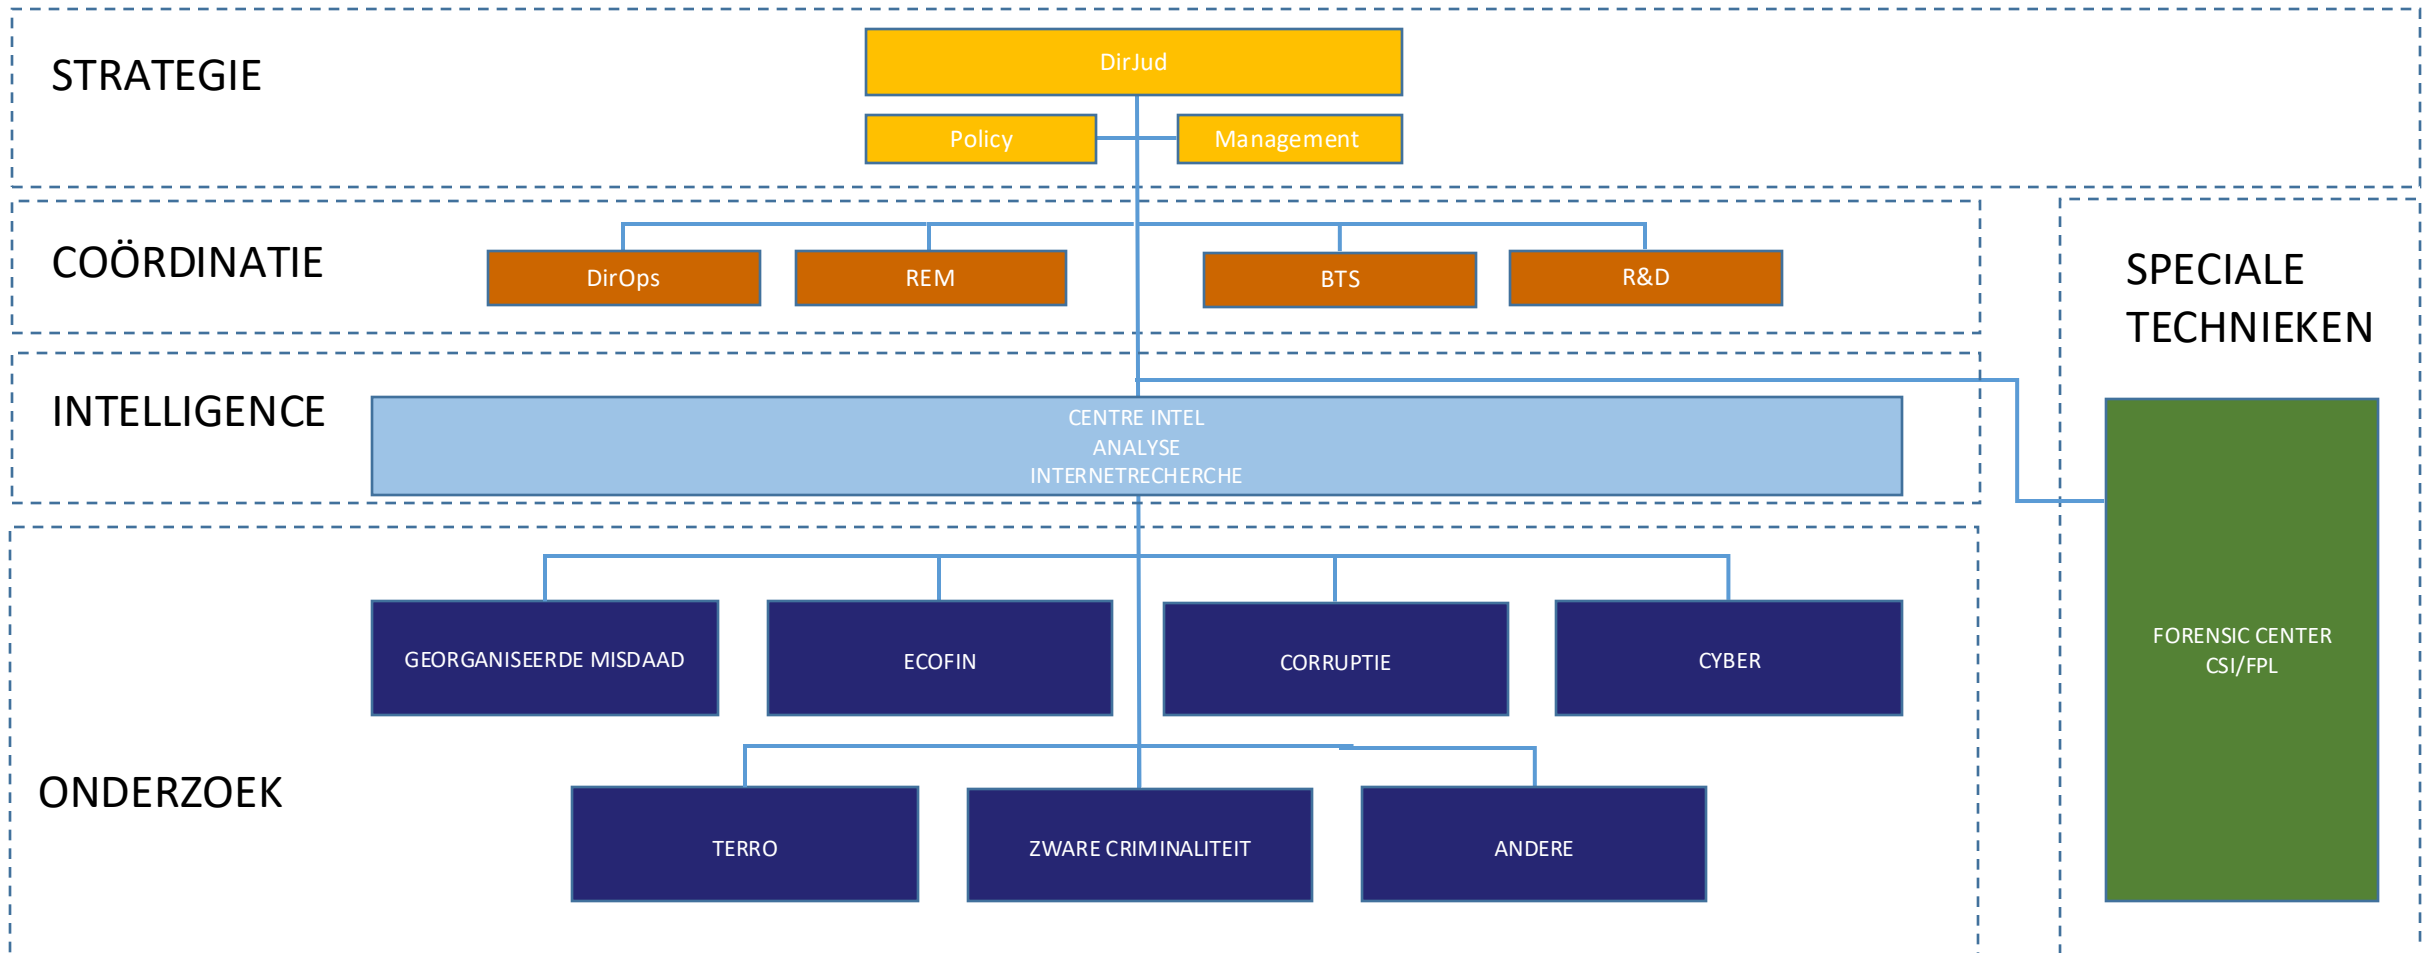 STRATEGIE
DirJud
Policy
Management
COÖRDINATIE
DirOps
REM
BTS
R&D
SPECIALE
TECHNIEKEN
INTELLIGENCE
CENTRE INTEL
ANALYSE
INTERNETRECHERCHE
ONDERZOEK
GEORGANISEERDE MISDAAD
ECOFIN
CORRUPTIE
CYBER
TERRO
ZWARE CRIMINALITEIT
ANDERE
FORENSIC CENTER
CSI/FPL